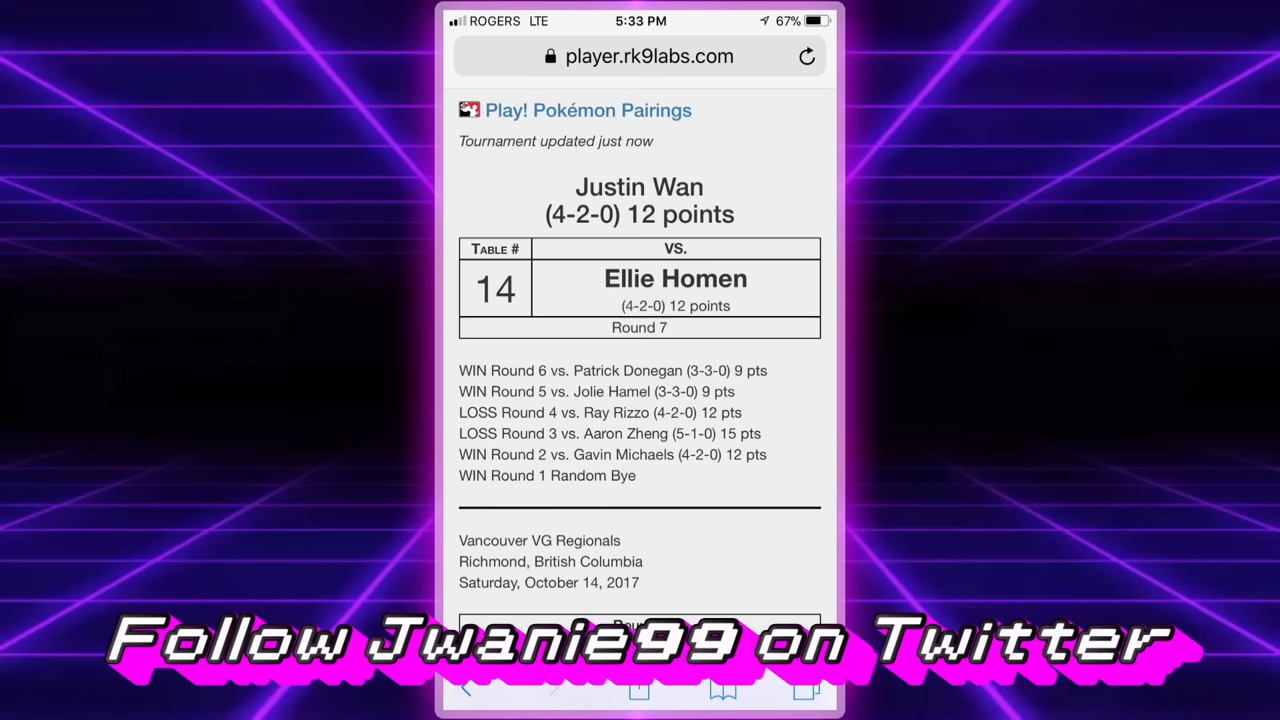 ROGERS LTE 5:33 PM 67%
player.rk9labs.com
Play! Pokémon Pairings
Tournament updated just now
Justin Wan
(4-2-0) 12 points
TABLE # VS.
14 Ellie Homen
(4-2-0) 12 points
Round 7
WIN Round 6 vs. Patrick Donegan (3-3-0) 9 pts
WIN Round 5 vs. Jolie Hamel (3-3-0) 9 pts
LOSS Round 4 vs. Ray Rizzo (4-2-0) 12 pts
LOSS Round 3 vs. Aaron Zheng (5-1-0) 15 pts
WIN Round 2 vs. Gavin Michaels (4-2-0) 12 pts
WIN Round 1 Random Bye
Vancouver VG Regionals
Richmond, British Columbia
Saturday, October 14, 2017
Follow Jwanie99 on Twitter